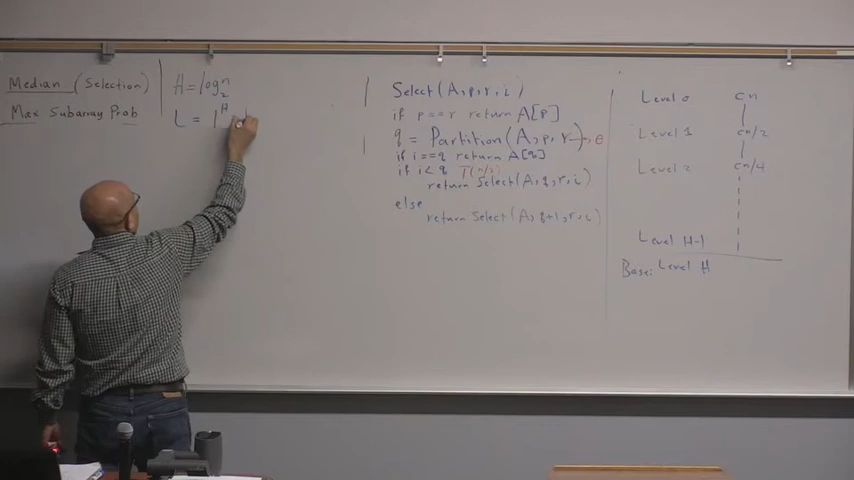 Median (Selection)
Max Subarray Prob
H = log₂ n
L = 1^H
Select(A,p,r,i)
if p==r return A[p]
q = Partition(A,p,r)
if i==q return A[q]
if i<q T(n/2)
return Select(A,q,r,i)
else
return Select(A,q+1,r,i)
Level 0 cn
Level 1 cn/2
Level 2 cn/4
Level H-1
Base: Level H